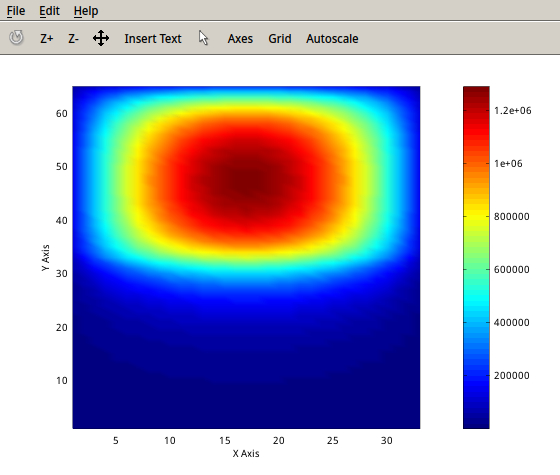 File Edit Help
Z+ Z- Insert Text Axes Grid Autoscale
60
50
40
30
20
10
Y Axis
5 10 15 20 25 30
X Axis
1.2e+06
1e+06
800000
600000
400000
200000